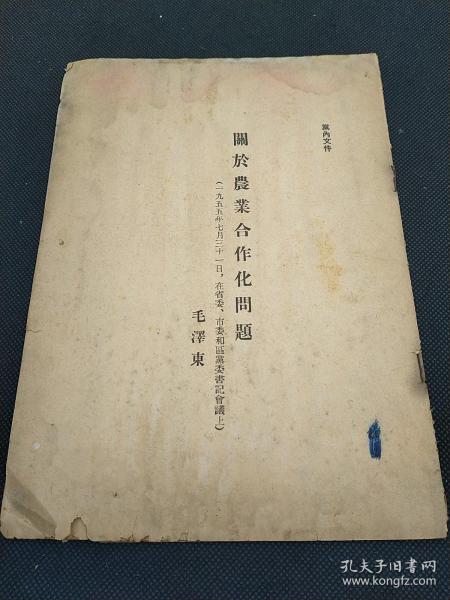 黨內文件
關於農業合作化問題
（一九五五年七月三十一日，在省委、市委和區黨委書記會議上）
毛澤東
孔夫子旧书网
www.kongfz.com